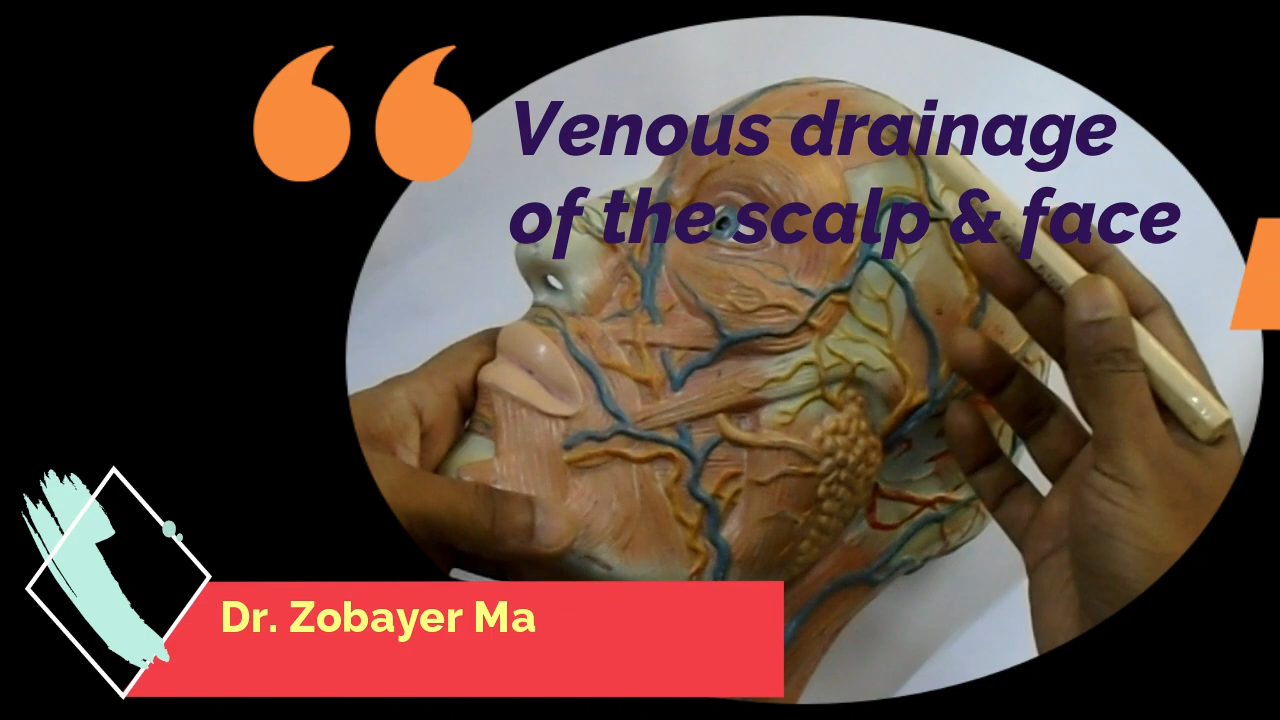 Venous drainage
of the scalp & face
Dr. Zobayer Ma